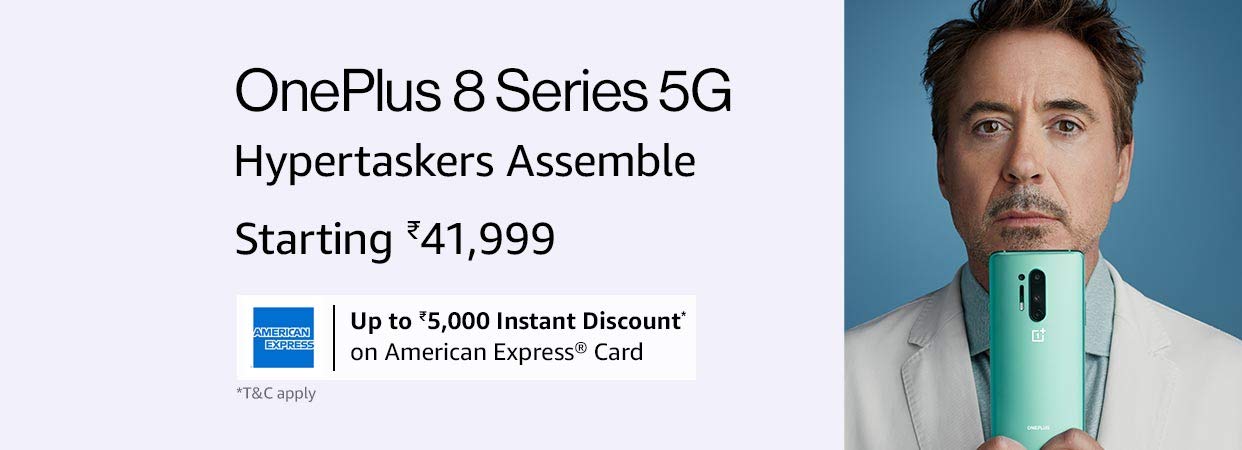 OnePlus 8 Series 5G
Hypertaskers Assemble
Starting ₹41,999
AMERICAN
EXPRESS
Up to ₹5,000 Instant Discount*
on American Express® Card
*T&C apply
1+
ONEPLUS